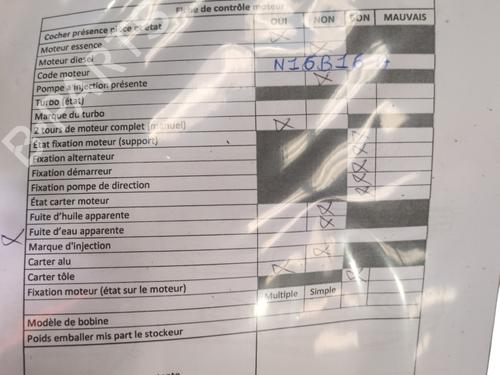 Fiche de contrôle moteur
Cocher présence pièce et état OUI NON BON MAUVAIS
Moteur essence
Moteur diesel
Code moteur N16B16
Pompe a injection présente
Turbo (état)
Marque du turbo
2 tours de moteur complet (manuel)
État fixation moteur (support)
Fixation alternateur
Fixation démarreur
Fixation pompe de direction
État carter moteur
Fuite d'huile apparente
Fuite d'eau apparente
Marque d'injection
Carter alu
Carter tôle
Fixation moteur (état sur le moteur) Multiple Simple
Modèle de bobine
Poids emballer mis part le stockeur